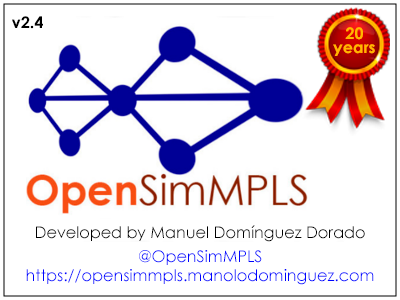 v2.4
20
years
OpenSimMPLS
Developed by Manuel Domínguez Dorado
@OpenSimMPLS
https://opensimmpls.manolodominguez.com